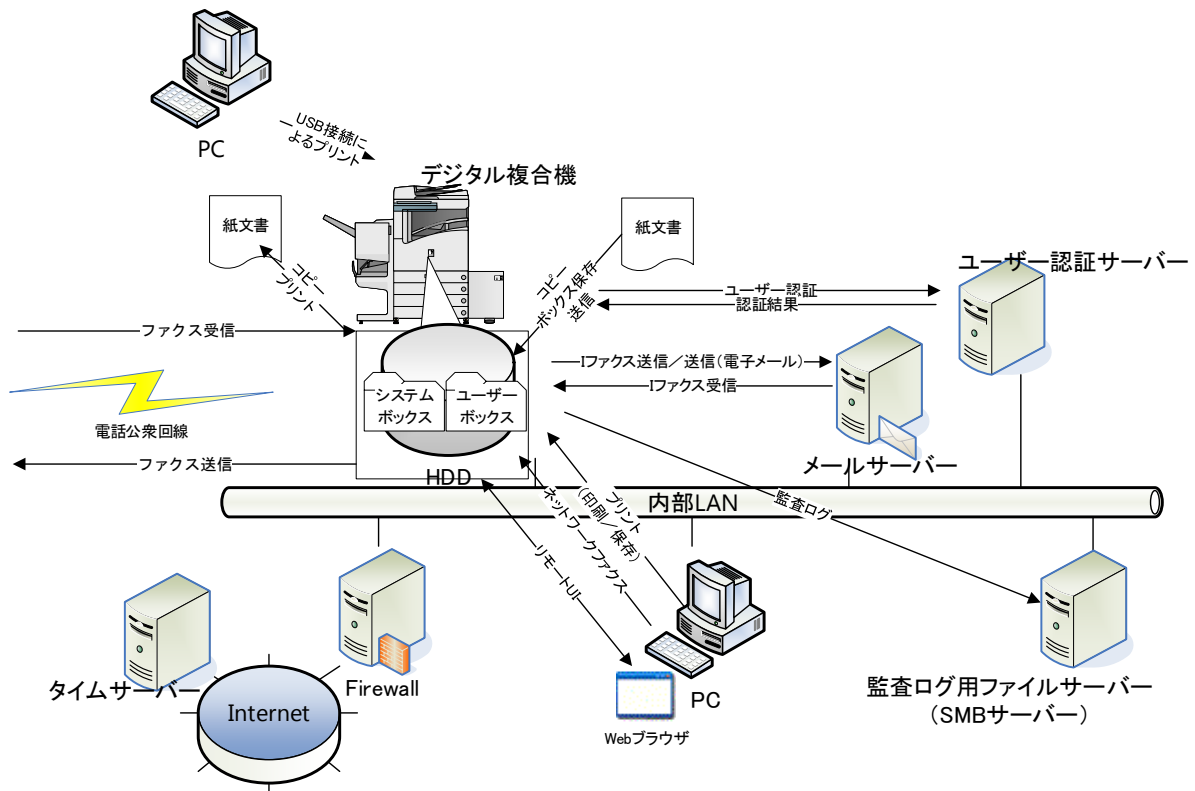 PC
USB接続に
よるプリント
デジタル複合機
紙文書
紙文書
コピー
プリント
コピー
ボックス保存
送信
ユーザー認証サーバー
ユーザー認証
認証結果
ファクス受信
Iファクス送信／送信（電子メール）
Iファクス受信
システム
ボックス
ユーザー
ボックス
電話公衆回線
ファクス送信
メールサーバー
HDD
内部LAN
監査ログ
プリント
（印刷／保存）
ネットワークファクス
リモートUI
タイムサーバー
Firewall
Internet
PC
Webブラウザ
監査ログ用ファイルサーバー
（SMBサーバー）